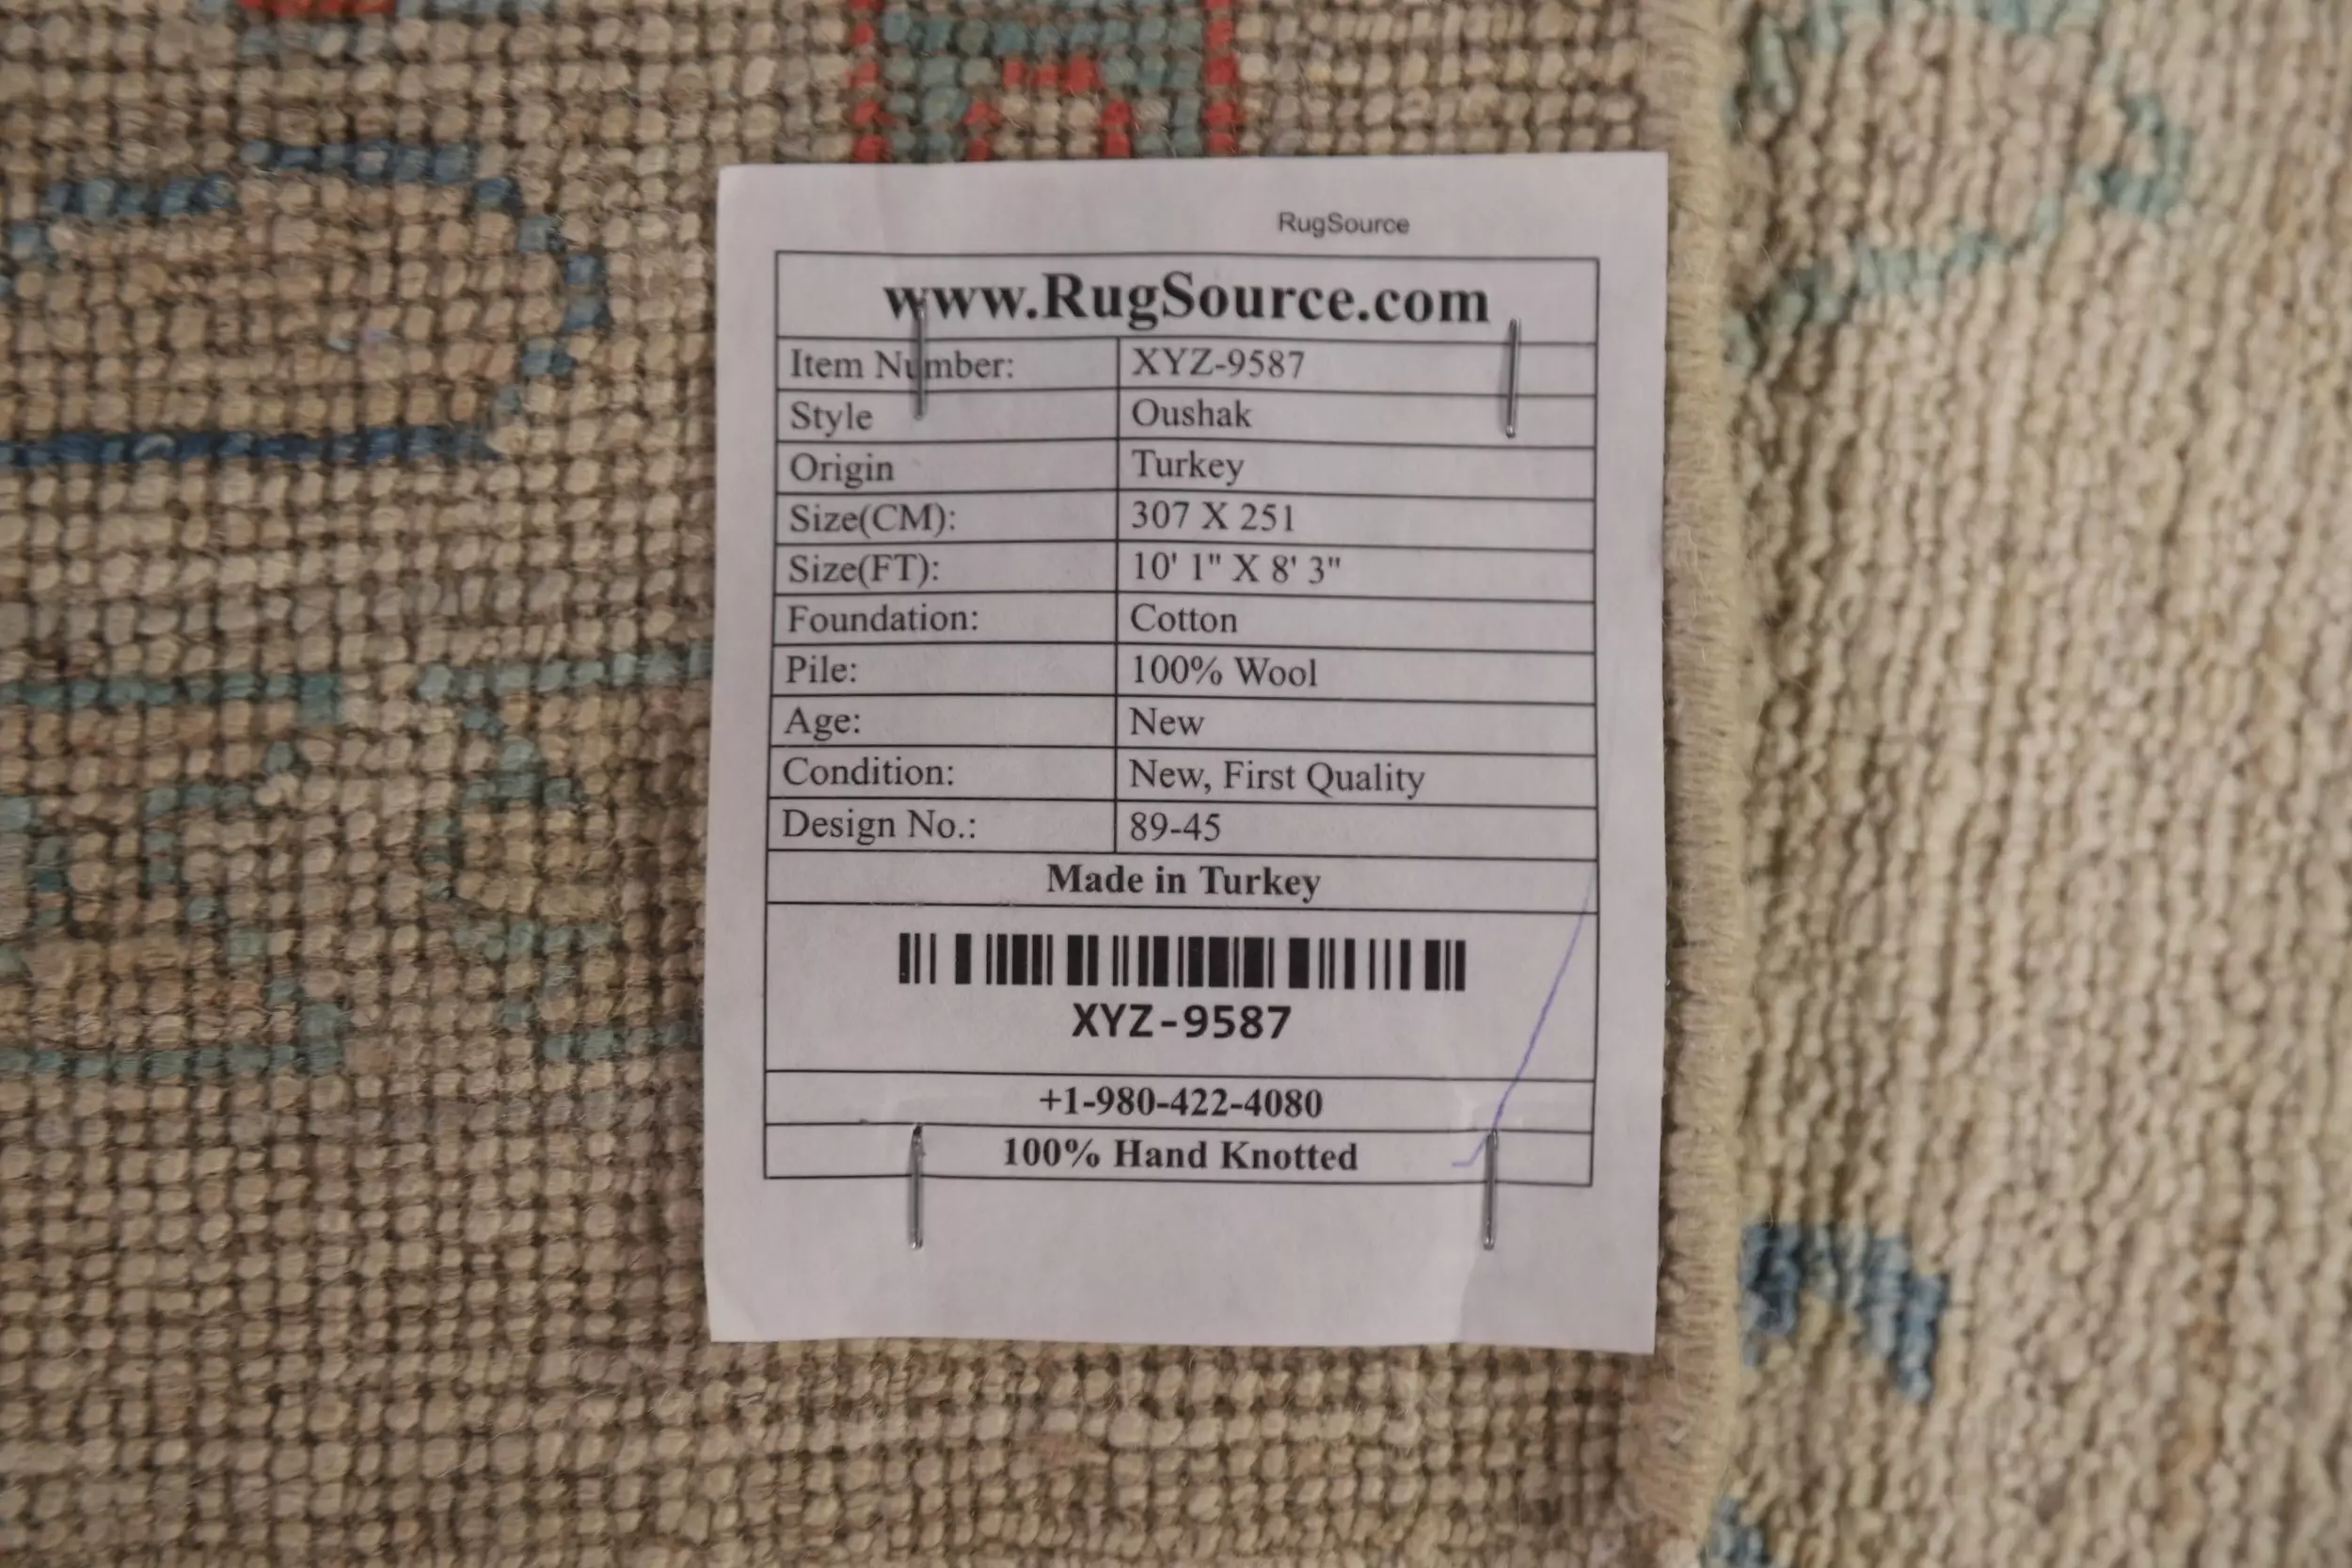 RugSource
www.RugSource.com
Item Number: XYZ-9587
Style Oushak
Origin Turkey
Size(CM): 307 X 251
Size(FT): 10' 1" X 8' 3"
Foundation: Cotton
Pile: 100% Wool
Age: New
Condition: New, First Quality
Design No.: 89-45
Made in Turkey
XYZ-9587
+1-980-422-4080
100% Hand Knotted